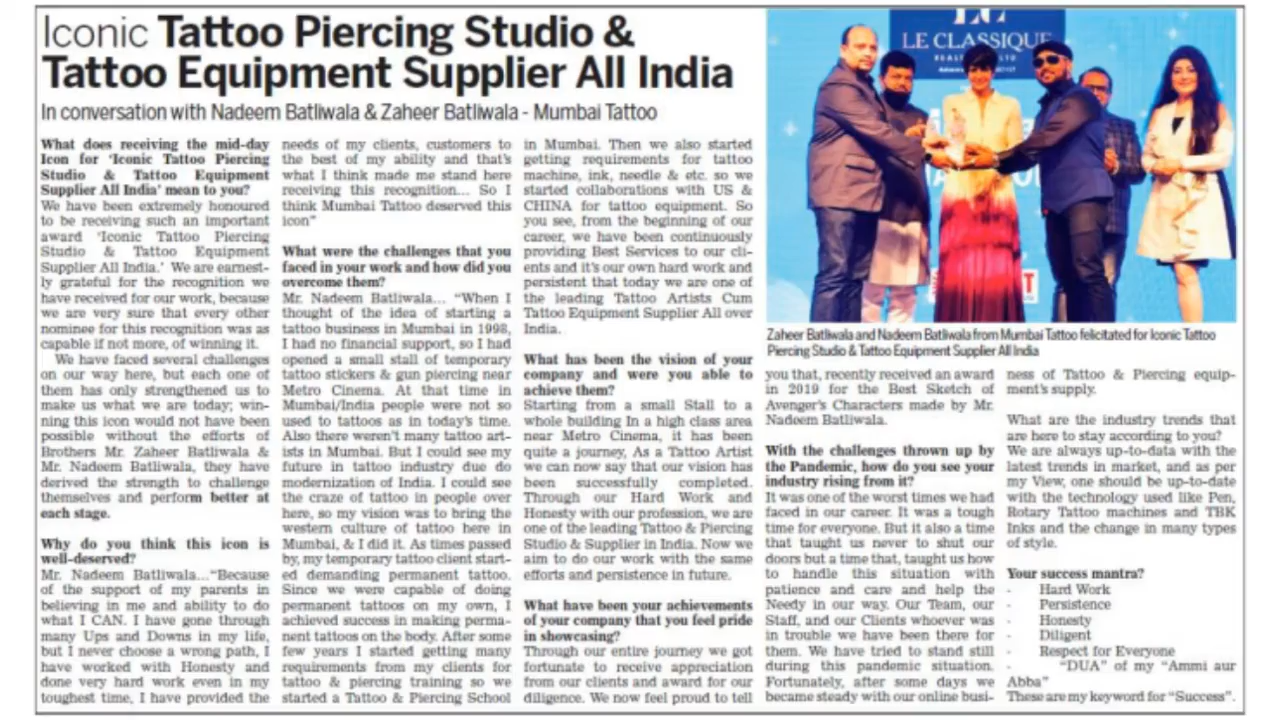 Iconic Tattoo Piercing Studio &
Tattoo Equipment Supplier All India
In conversation with Nadeem Batliwala & Zaheer Batliwala - Mumbai Tattoo
What does receiving the mid-day
Icon for 'Iconic Tattoo Piercing
Studio & Tattoo Equipment
Supplier All India' mean to you?
We have been extremely honoured
to be receiving such an important
award 'Iconic Tattoo Piercing
Studio & Tattoo Equipment
Supplier All India.' We are earnest-
ly grateful for the recognition we
have received for our work, because
we are very sure that every other
nominee for this recognition was as
capable if not more, of winning it.
We have faced several challenges
on our way here, but each one of
them has only strengthened us to
make us what we are today; win-
ning this icon would not have been
possible without the efforts of
Brothers Mr. Zaheer Batliwala &
Mr. Nadeem Batliwala, they have
derived the strength to challenge
themselves and perform better at
each stage.
Why do you think this icon is
well-deserved?
Mr. Nadeem Batliwala..."Because
of the support of my parents in
believing in me and ability to do
what I CAN. I have gone through
many Ups and Downs in my life,
but I never choose a wrong path, I
have worked with Honesty and
done very hard work even in my
toughest time, I have provided the
needs of my clients, customers to
the best of my ability and that's
what I think made me stand here
receiving this recognition... So I
think Mumbai Tattoo deserved this
icon"
What were the challenges that you
faced in your work and how did you
overcome them?
Mr. Nadeem Batliwala... "When I
thought of the idea of starting a
tattoo business in Mumbai in 1998,
I had no financial support, so I had
opened a small stall of temporary
tattoo stickers & gun piercing near
Metro Cinema. At that time in
Mumbai/India people were not so
used to tattoos as in today's time.
Also there weren't many tattoo art-
ists in Mumbai. But I could see my
future in tattoo industry due do
modernization of India. I could see
the craze of tattoo in people over
here, so my vision was to bring the
western culture of tattoo here in
Mumbai, & I did it. As times passed
by, my temporary tattoo client start-
ed demanding permanent tattoo.
Since we were capable of doing
permanent tattoos on my own, I
achieved success in making perma-
nent tattoos on the body. After some
few years I started getting many
requirements from my clients for
tattoo & piercing training so we
started a Tattoo & Piercing School
in Mumbai. Then we also started
getting requirements for tattoo
machine, ink, needle & etc. so we
started collaborations with US &
CHINA for tattoo equipment. So
you see, from the beginning of our
career, we have been continuously
providing Best Services to our cli-
ents and it's our own hard work and
persistent that today we are one of
the leading Tattoo Artists Cum
Tattoo Equipment Supplier All over
India.
What has been the vision of your
company and were you able to
achieve them?
Starting from a small Stall to a
whole building In a high class area
near Metro Cinema, it has been
quite a journey, As a Tattoo Artist
we can now say that our vision has
been successfully completed.
Through our Hard Work and
Honesty with our profession, we are
one of the leading Tattoo & Piercing
Studio & Supplier in India. Now we
aim to do our work with the same
efforts and persistence in future.
What have been your achievements
of your company that you feel pride
in showcasing?
Through our entire journey we got
fortunate to receive appreciation
from our clients and award for our
diligence. We now feel proud to tell
LE CLASSIQUE
Zaheer Batliwala and Nadeem Batliwala from Mumbai Tattoo felicitated for Iconic Tattoo
Piercing Studio & Tattoo Equipment Supplier All India
you that, recently received an award
in 2019 for the Best Sketch of
Avenger's Characters made by Mr.
Nadeem Batliwala.
With the challenges thrown up by
the Pandemic, how do you see your
industry rising from it?
It was one of the worst times we had
faced in our career. It was a tough
time for everyone. But it also a time
that taught us never to shut our
doors but a time that, taught us how
to handle this situation with
patience and care and help the
Needy in our way. Our Team, our
Staff, and our Clients whoever was
in trouble we have been there for
them. We have tried to stand still
during this pandemic situation.
Fortunately, after some days we
became steady with our online busi-
ness of Tattoo & Piercing equip-
ment's supply.
What are the industry trends that
are here to stay according to you?
We are always up-to-data with the
latest trends in market, and as per
my View, one should be up-to-date
with the technology used like Pen,
Rotary Tattoo machines and TBK
Inks and the change in many types
of style.
Your success mantra?
- Hard Work
- Persistence
- Honesty
- Diligent
- Respect for Everyone
- "DUA" of my "Ammi aur
Abba"
These are my keyword for "Success".